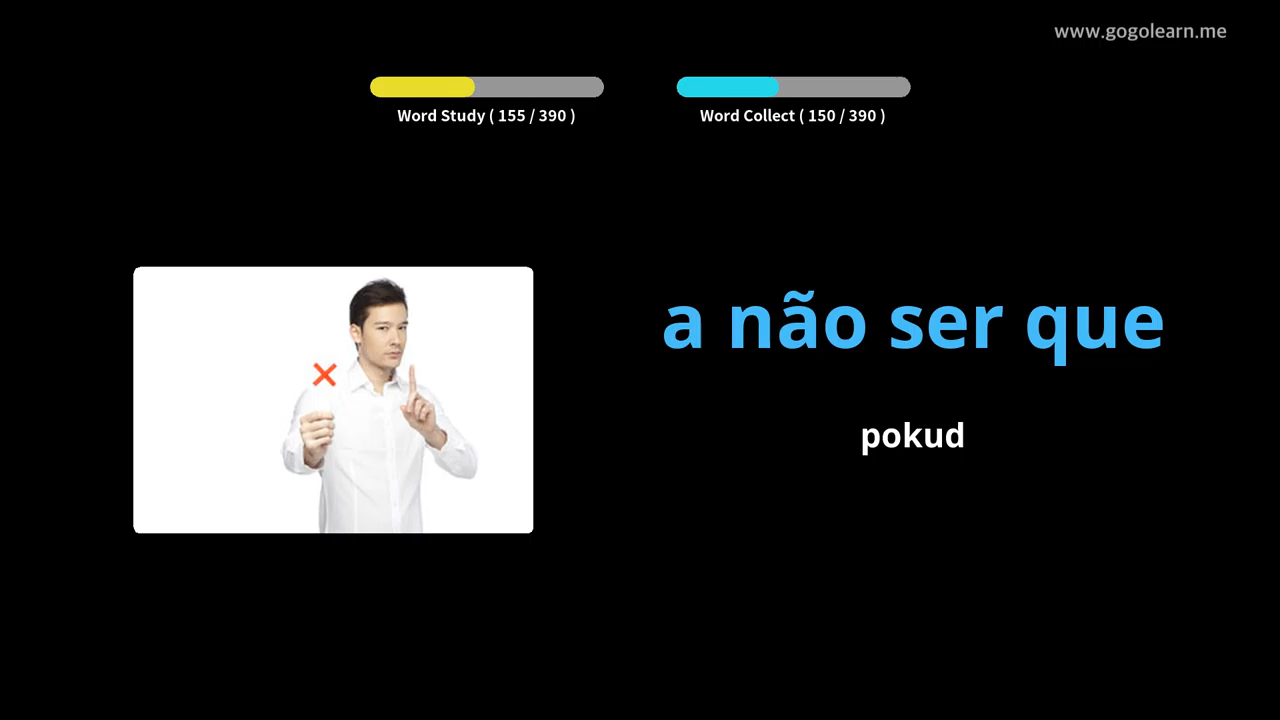 www.gogolearn.me
Word Study ( 155 / 390 )
Word Collect ( 150 / 390 )
a não ser que
pokud